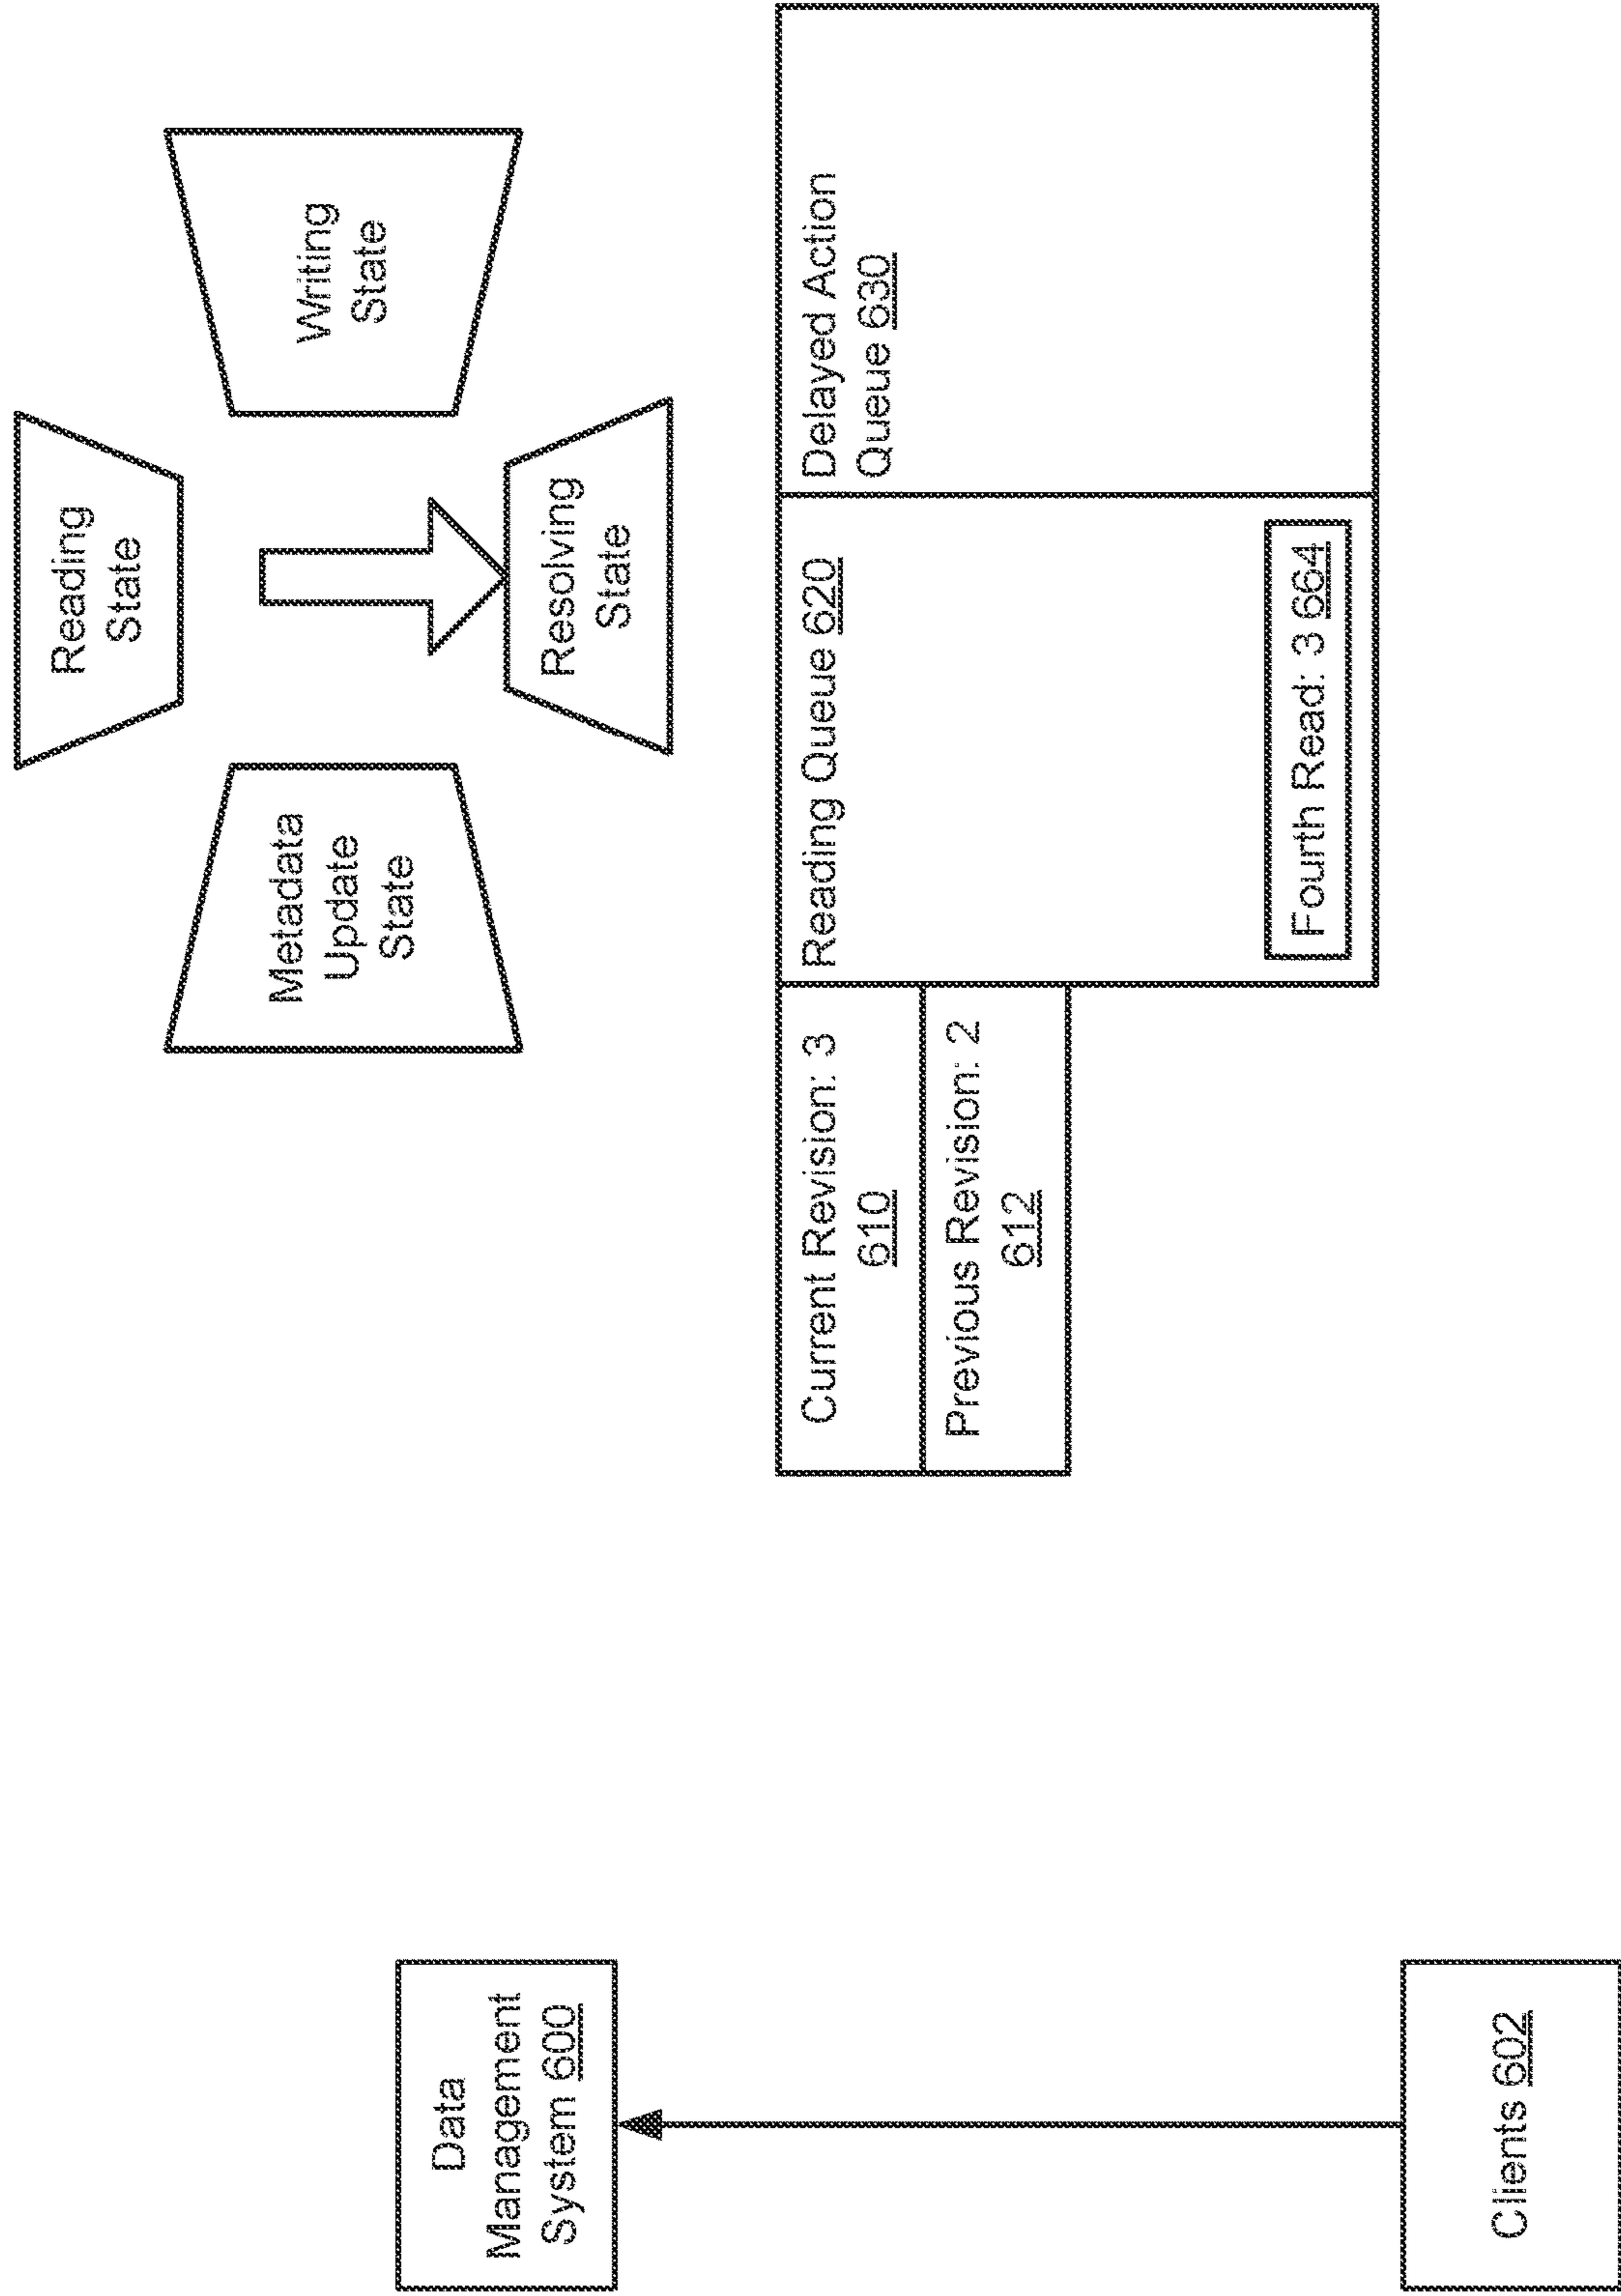 Data
Management
System 600
Clients 602
Reading
State
Metadata
Update
State
Writing
State
Resolving
State
Current Revision: 3
610
Previous Revision: 2
612
Reading Queue 620
Fourth Read: 3 664
Delayed Action
Queue 630